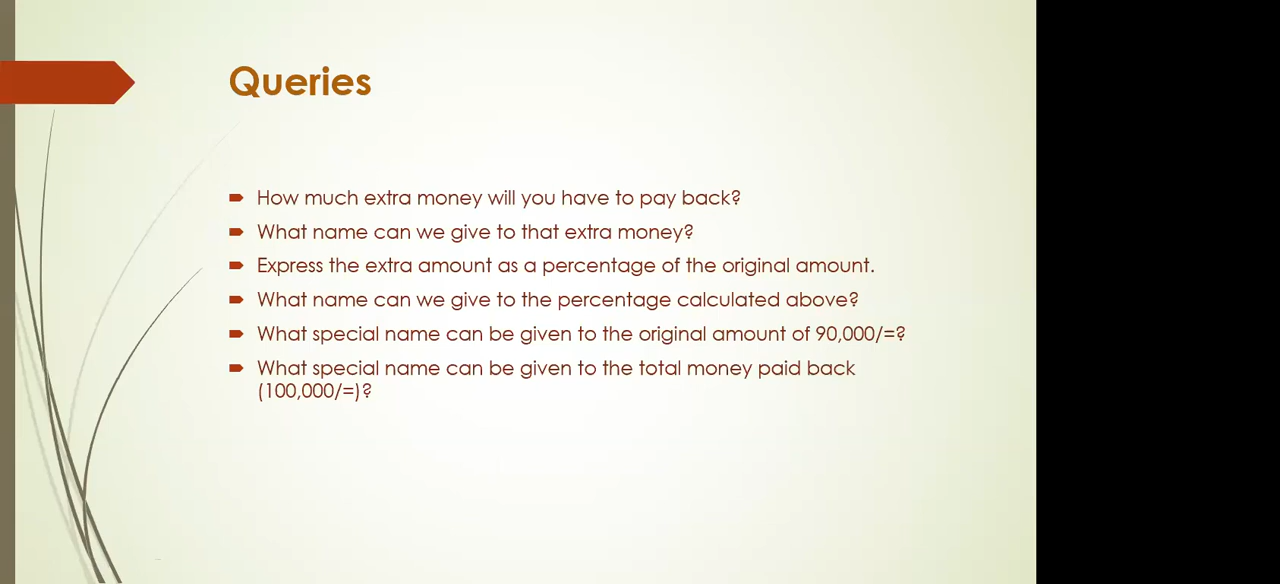 Queries
How much extra money will you have to pay back?
What name can we give to that extra money?
Express the extra amount as a percentage of the original amount.
What name can we give to the percentage calculated above?
What special name can be given to the original amount of 90,000/=?
What special name can be given to the total money paid back
(100,000/=)?